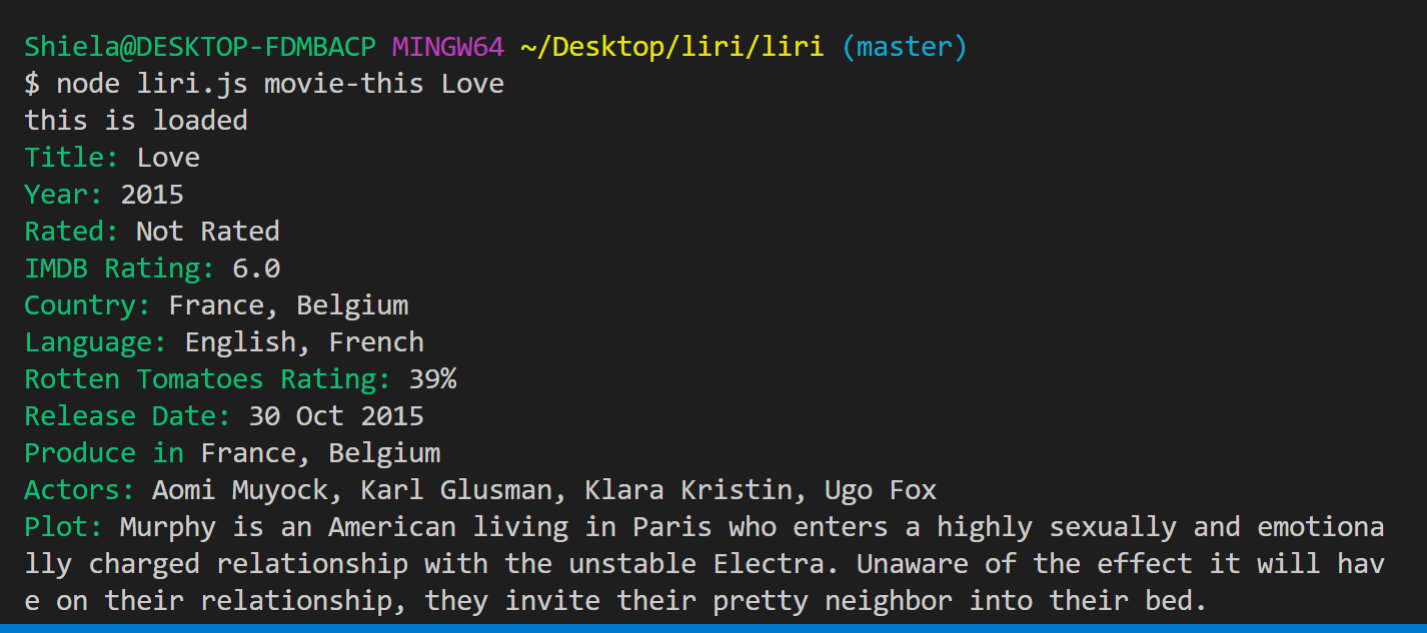 Shiela@DESKTOP-FDMBACP MINGW64 ~/Desktop/liri/liri (master)
$ node liri.js movie-this Love
this is loaded
Title: Love
Year: 2015
Rated: Not Rated
IMDB Rating: 6.0
Country: France, Belgium
Language: English, French
Rotten Tomatoes Rating: 39%
Release Date: 30 Oct 2015
Produce in France, Belgium
Actors: Aomi Muyock, Karl Glusman, Klara Kristin, Ugo Fox
Plot: Murphy is an American living in Paris who enters a highly sexually and emotiona
lly charged relationship with the unstable Electra. Unaware of the effect it will hav
e on their relationship, they invite their pretty neighbor into their bed.